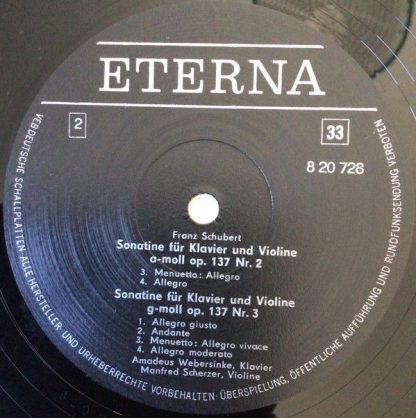 ETERNA
2
33
8 20 728
Franz Schubert
Sonatine für Klavier und Violine
a-moll op. 137 Nr. 2
3. Menuetto: Allegro
4. Allegro
Sonatine für Klavier und Violine
g-moll op. 137 Nr. 3
1. Allegro giusto
2. Andante
3. Menuetto: Allegro vivace
4. Allegro moderato
Amadeus Webersinke, Klavier
Manfred Scherzer, Violine
VEB DEUTSCHE SCHALLPLATTEN · ALLE HERSTELLER- UND URHEBERRECHTE VORBEHALTEN · ÜBERSPIELUNG, ÖFFENTLICHE AUFFÜHRUNG UND RUNDFUNKSENDUNG VERBOTEN